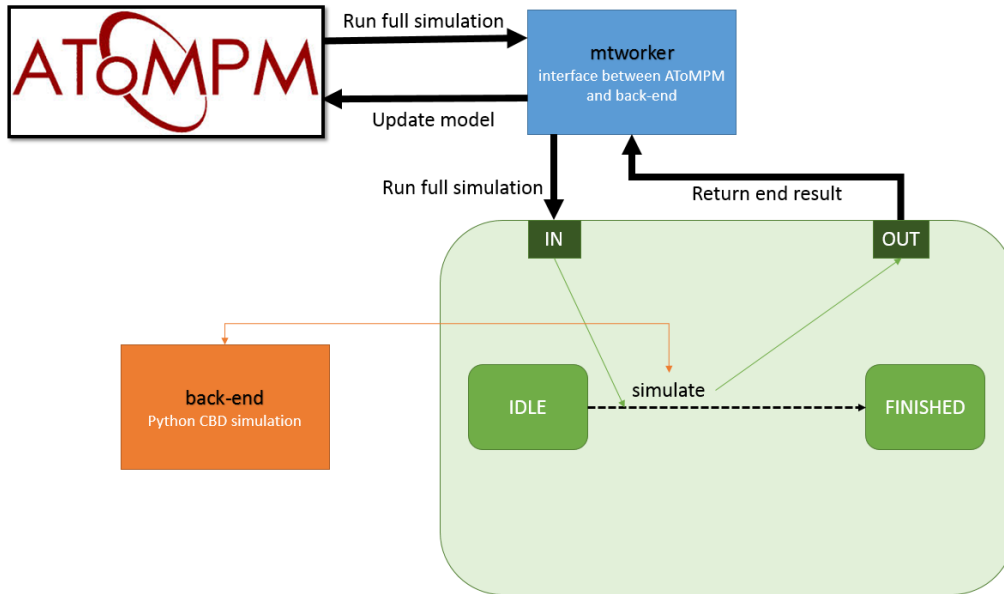 Run full simulation
AToMPM
mtworker
interface between AToMPM
and back-end
Update model
Run full simulation
Return end result
IN
OUT
back-end
Python CBD simulation
simulate
IDLE
FINISHED